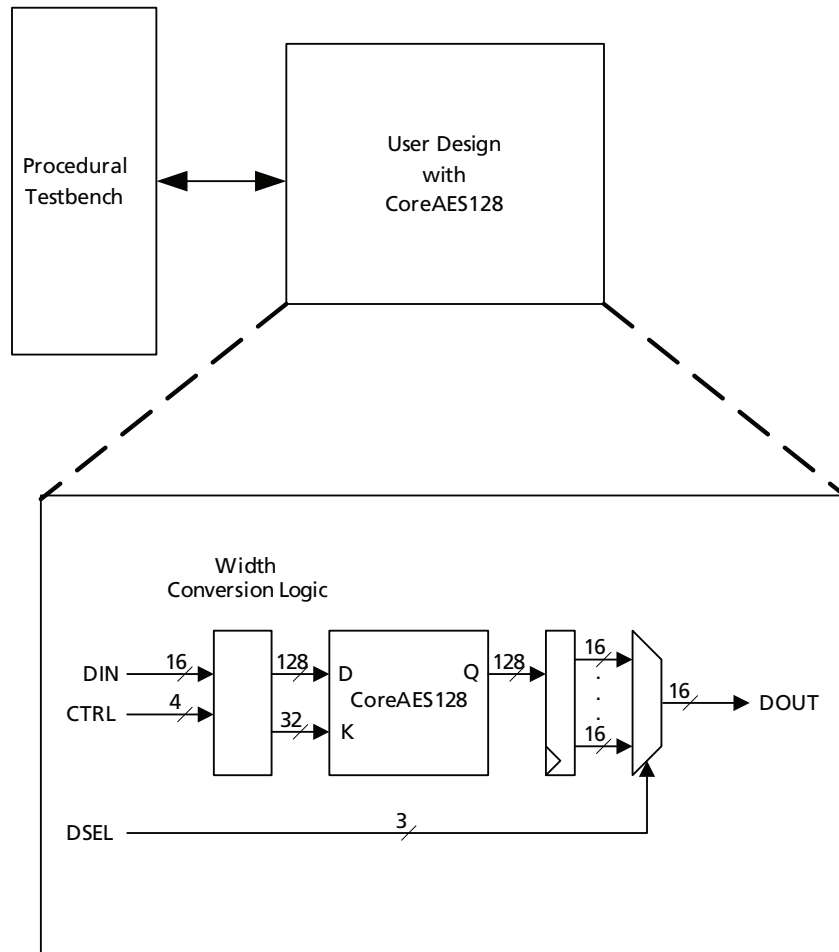 Procedural
Testbench
User Design
with
CoreAES128
Width
Conversion Logic
DIN
16
128
D
Q
128
16
.
.
.
16
DOUT
CoreAES128
CTRL
4
32
K
16
DSEL
3